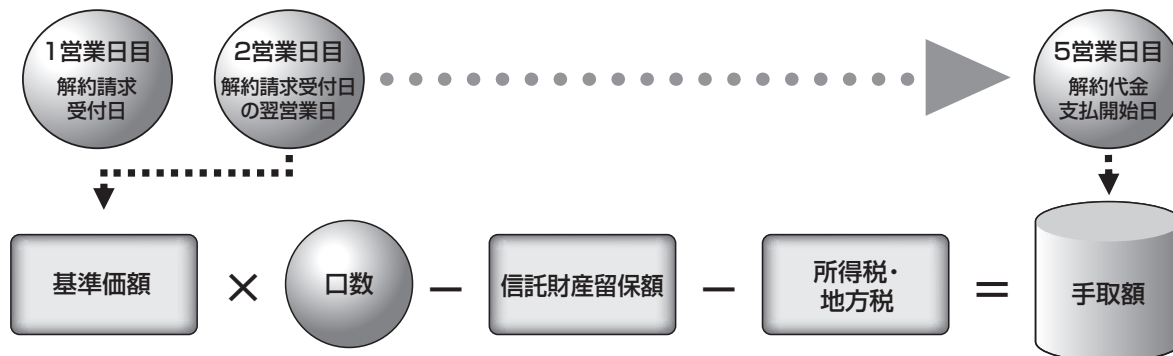 1営業日目
解約請求
受付日
2営業日目
解約請求受付日
の翌営業日
5営業日目
解約代金
支払開始日
基準価額
×
口数
−
信託財産留保額
−
所得税・
地方税
=
手取額